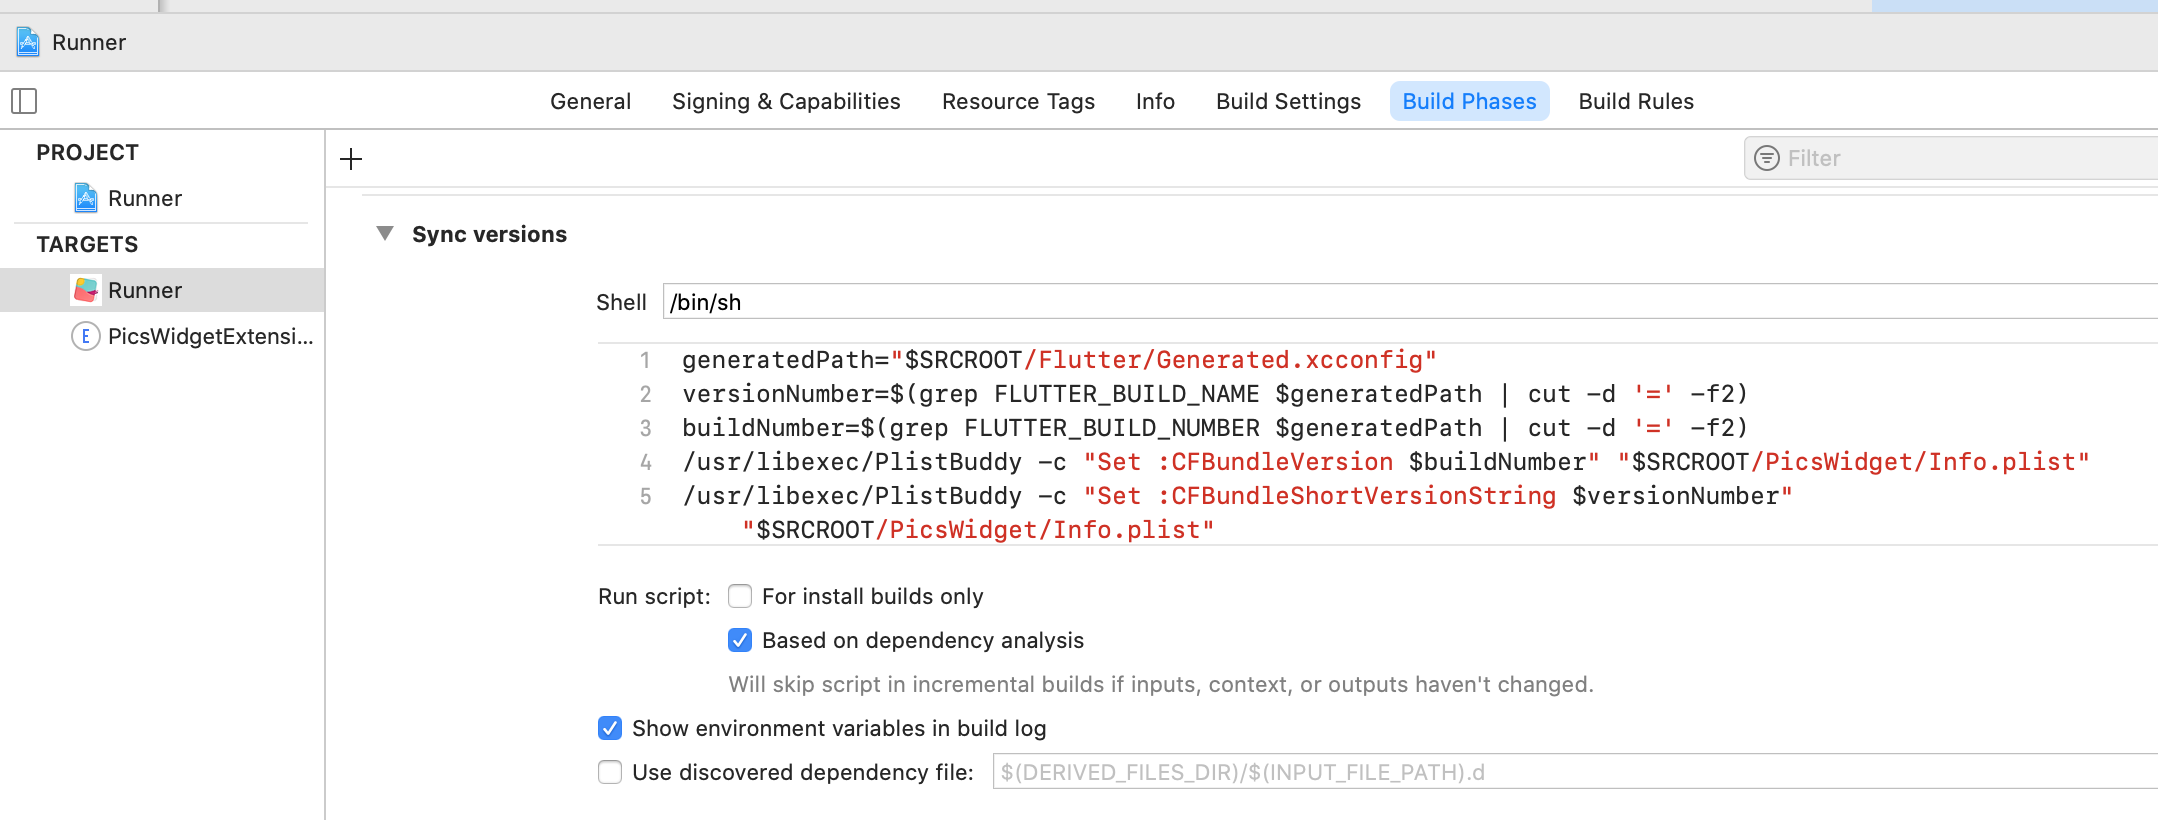 Runner
General Signing & Capabilities Resource Tags Info Build Settings Build Phases Build Rules
PROJECT
Runner
TARGETS
Runner
E PicsWidgetExtensi...
+
Filter
Sync versions
Shell /bin/sh
1 generatedPath="$SRCROOT/Flutter/Generated.xcconfig"
2 versionNumber=$(grep FLUTTER_BUILD_NAME $generatedPath | cut -d '=' -f2)
3 buildNumber=$(grep FLUTTER_BUILD_NUMBER $generatedPath | cut -d '=' -f2)
4 /usr/libexec/PlistBuddy -c "Set :CFBundleVersion $buildNumber" "$SRCROOT/PicsWidget/Info.plist"
5 /usr/libexec/PlistBuddy -c "Set :CFBundleShortVersionString $versionNumber"
"$SRCROOT/PicsWidget/Info.plist"
Run script: For install builds only
Based on dependency analysis
Will skip script in incremental builds if inputs, context, or outputs haven't changed.
Show environment variables in build log
Use discovered dependency file: $(DERIVED_FILES_DIR)/$(INPUT_FILE_PATH).d